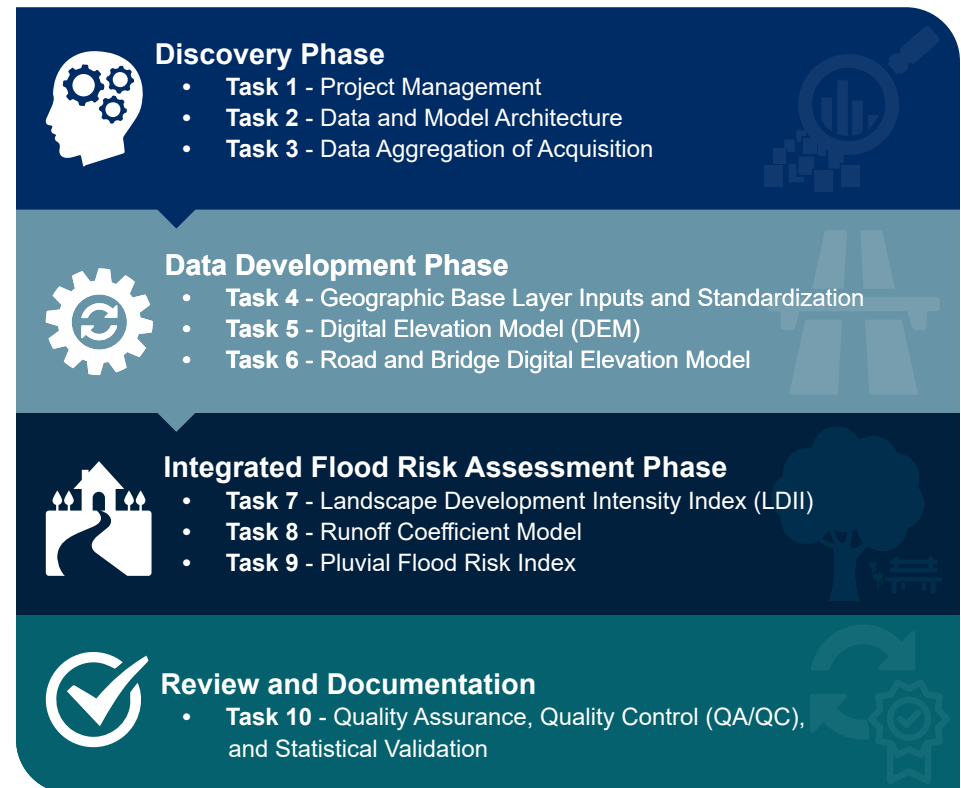 Discovery Phase
• Task 1 - Project Management
• Task 2 - Data and Model Architecture
• Task 3 - Data Aggregation of Acquisition
Data Development Phase
• Task 4 - Geographic Base Layer Inputs and Standardization
• Task 5 - Digital Elevation Model (DEM)
• Task 6 - Road and Bridge Digital Elevation Model
Integrated Flood Risk Assessment Phase
• Task 7 - Landscape Development Intensity Index (LDII)
• Task 8 - Runoff Coefficient Model
• Task 9 - Pluvial Flood Risk Index
Review and Documentation
• Task 10 - Quality Assurance, Quality Control (QA/QC),
and Statistical Validation